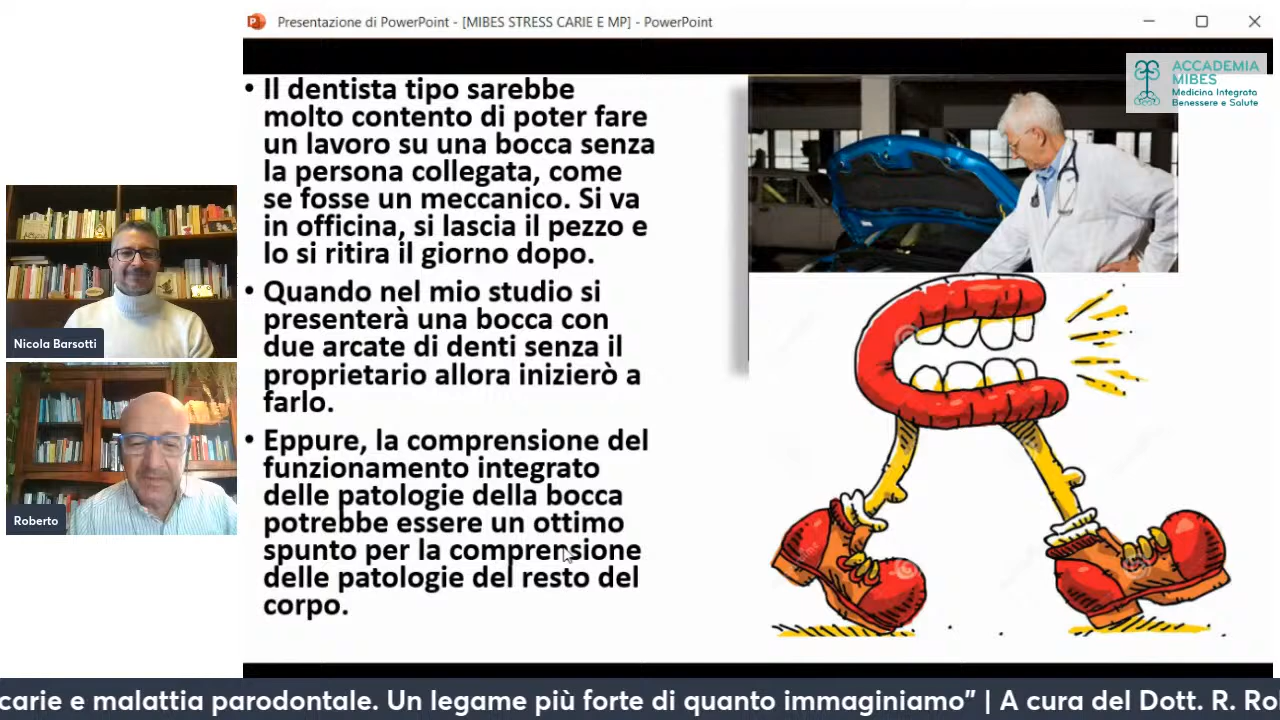 Presentazione di PowerPoint - [MIBES STRESS CARIE E MP] - PowerPoint
ACCADEMIA
MIBES
Medicina Integrata
Benessere e Salute
• Il dentista tipo sarebbe
molto contento di poter fare
un lavoro su una bocca senza
la persona collegata, come
se fosse un meccanico. Si va
in officina, si lascia il pezzo e
lo si ritira il giorno dopo.
• Quando nel mio studio si
presenterà una bocca con
due arcate di denti senza il
proprietario allora inizierò a
farlo.
• Eppure, la comprensione del
funzionamento integrato
delle patologie della bocca
potrebbe essere un ottimo
spunto per la comprensione
delle patologie del resto del
corpo.
Nicola Barsotti
Roberto
carie e malattia parodontale. Un legame più forte di quanto immaginiamo” | A cura del Dott. R. Ro